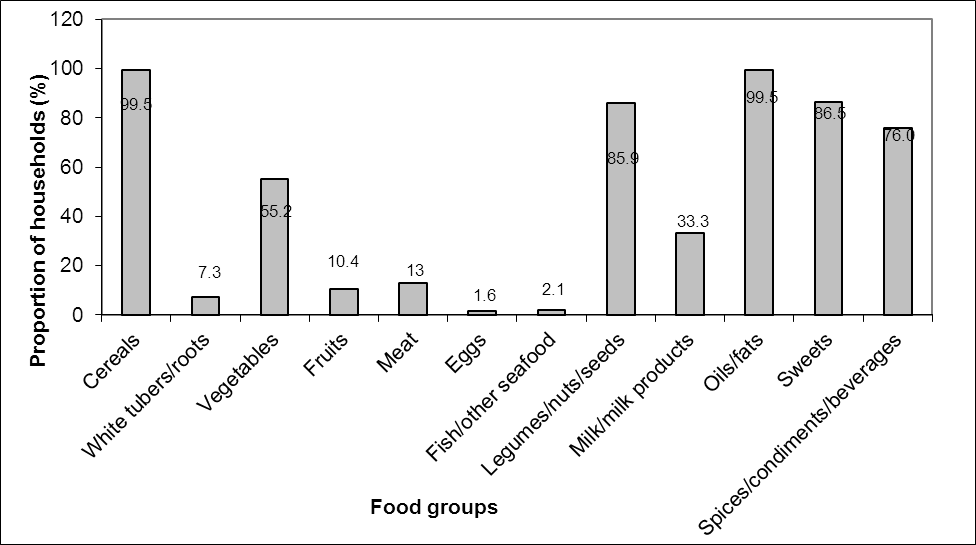 Proportion of households (%)
120
100
80
60
40
20
0
99.5
7.3
55.2
10.4
13
1.6
2.1
85.9
33.3
99.5
86.5
76.0
Cereals
White tubers/roots
Vegetables
Fruits
Meat
Eggs
Fish/other seafood
Legumes/nuts/seeds
Milk/milk products
Oils/fats
Sweets
Spices/condiments/beverages
Food groups